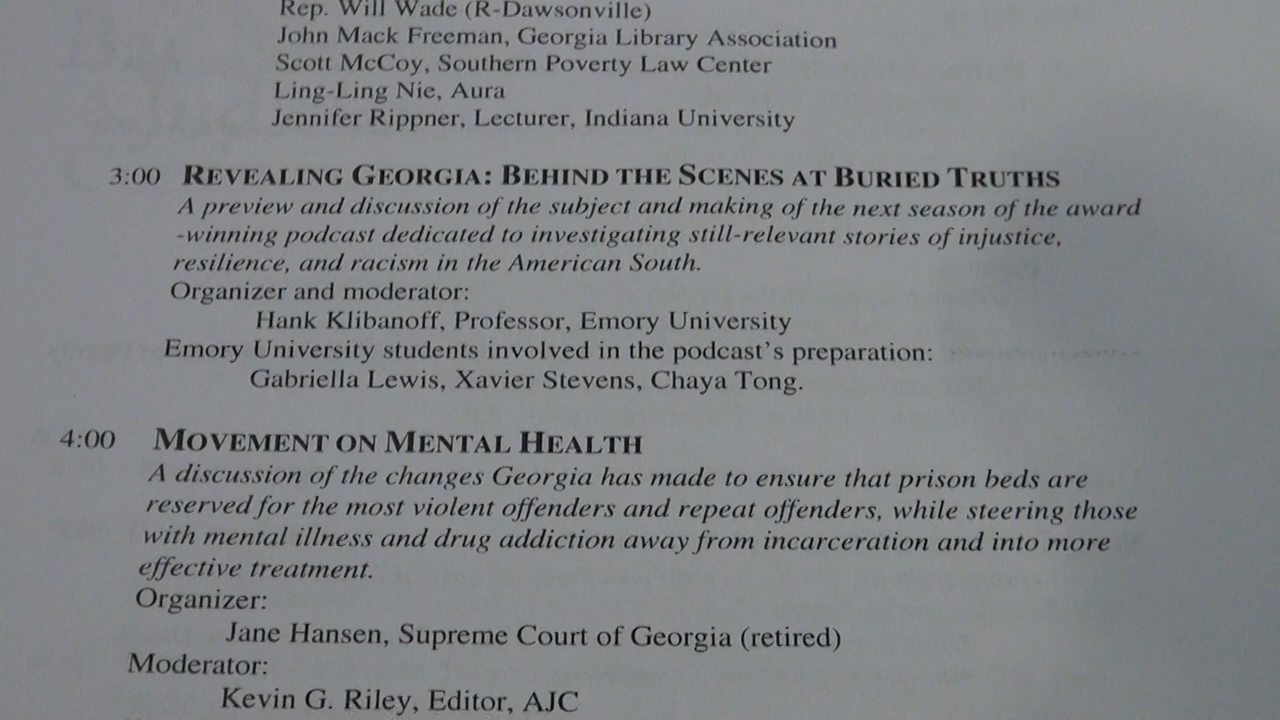 Rep. Will Wade (R-Dawsonville)
John Mack Freeman, Georgia Library Association
Scott McCoy, Southern Poverty Law Center
Ling-Ling Nie, Aura
Jennifer Rippner, Lecturer, Indiana University
3:00 REVEALING GEORGIA: BEHIND THE SCENES AT BURIED TRUTHS
A preview and discussion of the subject and making of the next season of the award
-winning podcast dedicated to investigating still-relevant stories of injustice,
resilience, and racism in the American South.
Organizer and moderator:
Hank Klibanoff, Professor, Emory University
Emory University students involved in the podcast's preparation:
Gabriella Lewis, Xavier Stevens, Chaya Tong.
4:00 MOVEMENT ON MENTAL HEALTH
A discussion of the changes Georgia has made to ensure that prison beds are
reserved for the most violent offenders and repeat offenders, while steering those
with mental illness and drug addiction away from incarceration and into more
effective treatment.
Organizer:
Jane Hansen, Supreme Court of Georgia (retired)
Moderator:
Kevin G. Riley, Editor, AJC